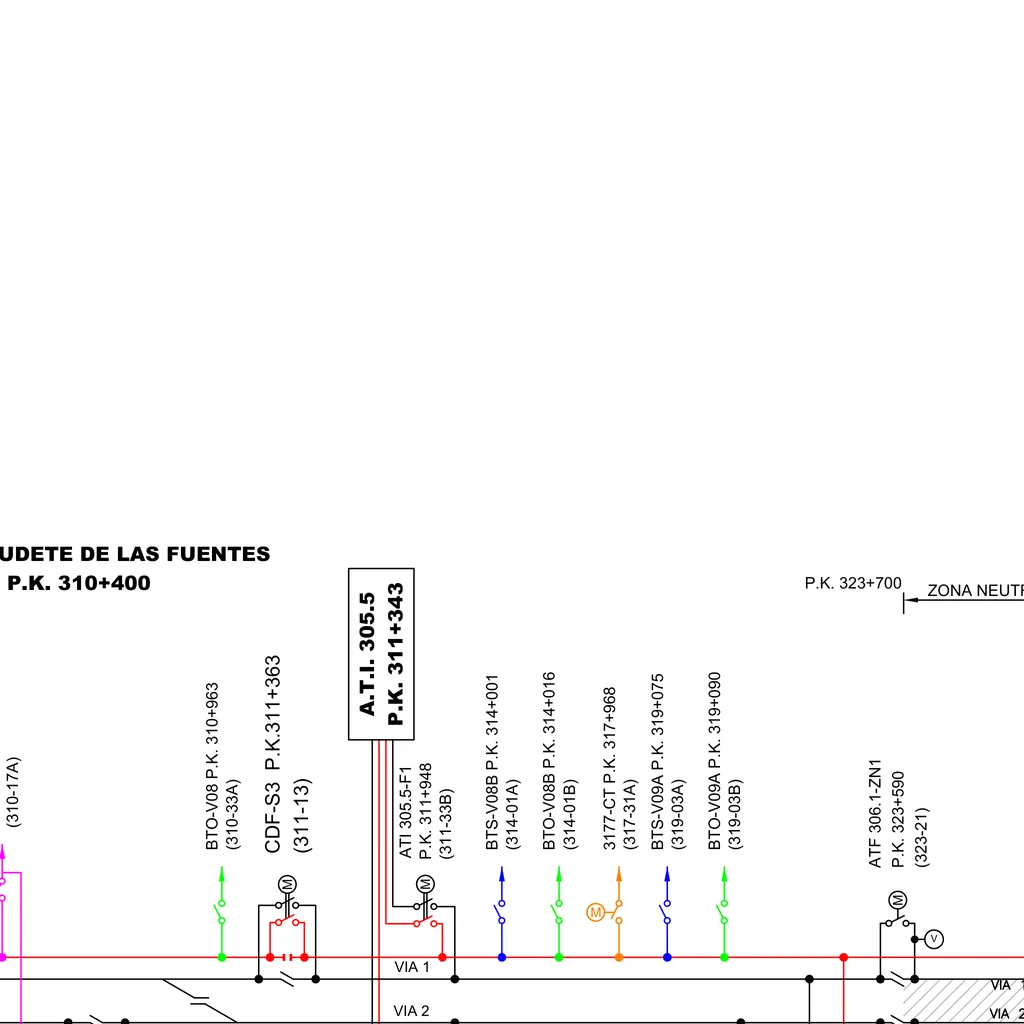 UDETE DE LAS FUENTES
P.K. 310+400
P.K. 323+700
ZONA NEUTR
A.T.I. 305.5
P.K. 311+343
(310-17A)
BTO-V08 P.K. 310+963
(310-33A)
CDF-S3 P.K.311+363
(311-13)
ATI 305.5-F1
P.K. 311+948
(311-33B)
BTS-V08B P.K. 314+001
(314-01A)
BTO-V08B P.K. 314+016
(314-01B)
3177-CT P.K. 317+968
(317-31A)
BTS-V09A P.K. 319+075
(319-03A)
BTO-V09A P.K. 319+090
(319-03B)
ATF 306.1-ZN1
P.K. 323+590
(323-21)
M
M
M
M
V
VIA 1
VIA 1
VIA 2
VIA 2